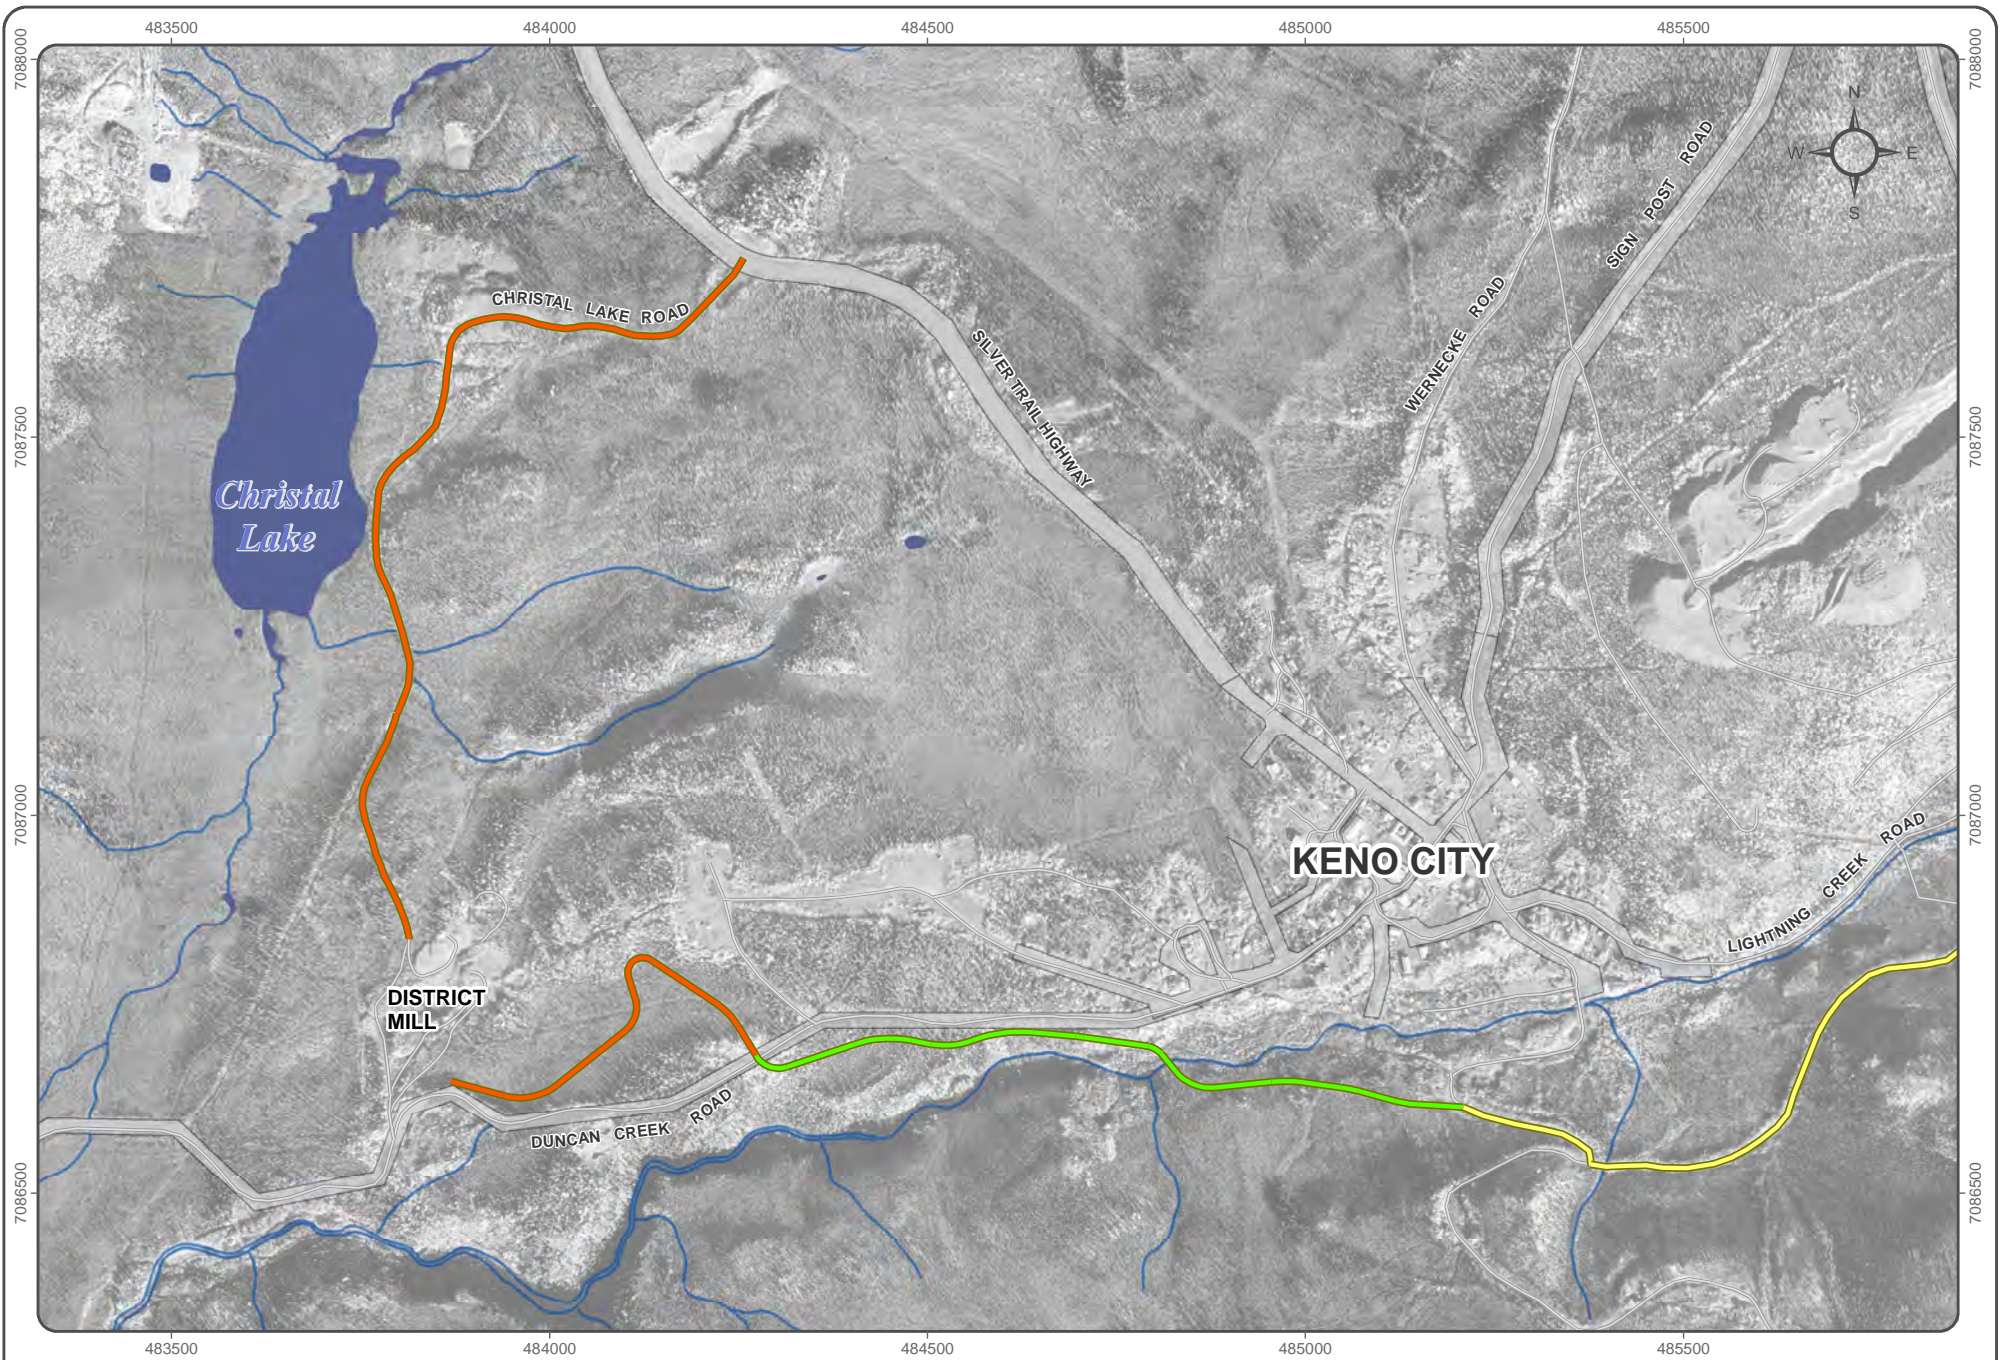 483500
484000
484500
485000
485500
7088000
7088000
N
W
E
S
SIGN POST ROAD
CHRISTAL LAKE ROAD
WERNECKE ROAD
SILVER TRAIL HIGHWAY
7087500
7087500
Christal
Lake
7087000
7087000
KENO CITY
LIGHTNING CREEK ROAD
DISTRICT
MILL
DUNCAN CREEK ROAD
7086500
7086500
483500
484000
484500
485000
485500